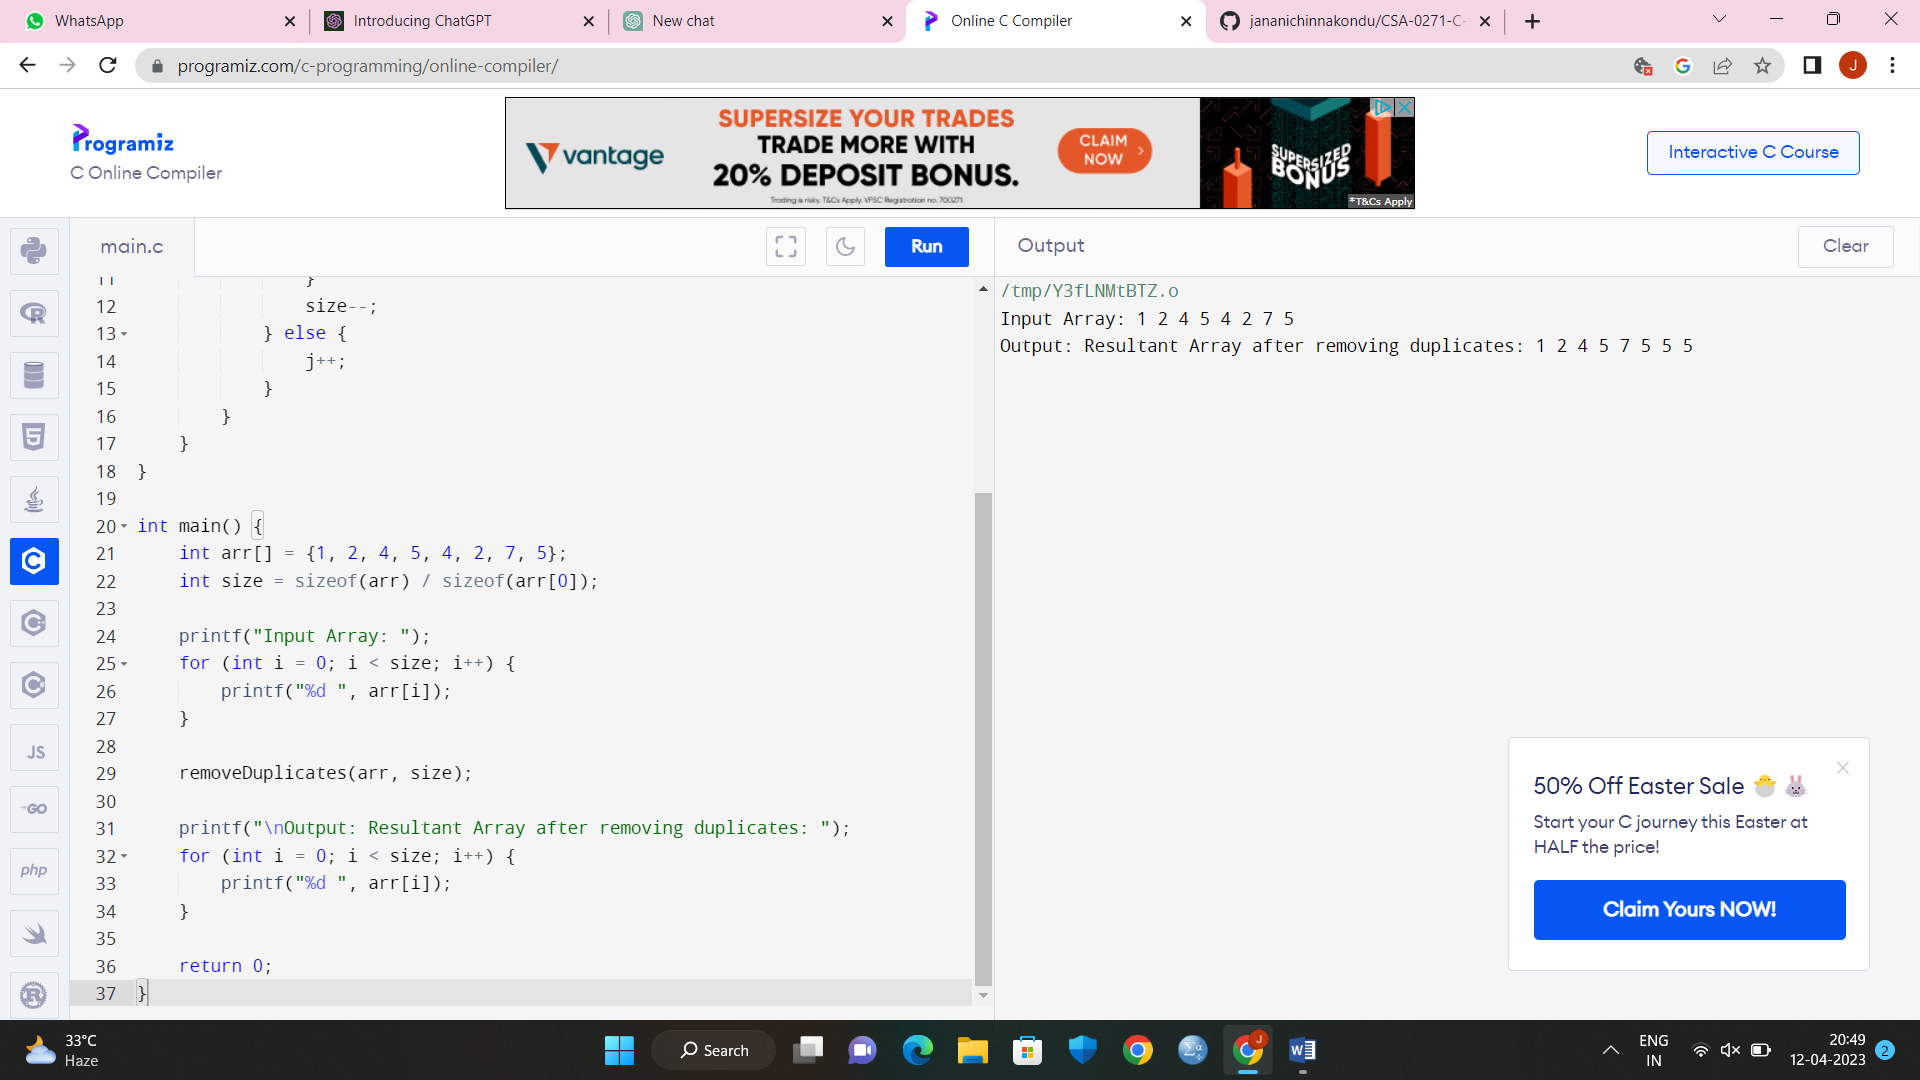 WhatsApp
Introducing ChatGPT
New chat
Online C Compiler
jananichinnakondu/CSA-0271-C-
programiz.com/c-programming/online-compiler/
J
Programiz
C Online Compiler
vantage
SUPERSIZE YOUR TRADES
TRADE MORE WITH
20% DEPOSIT BONUS.
Trading is risky. T&Cs Apply. VFSC Registration no. 700271
CLAIM
NOW
SUPERSIZED
BONUS
*T&Cs Apply
Interactive C Course
main.c
Run
Output
Clear
11 }
12 size--;
13 } else {
14 j++;
15 }
16 }
17 }
18 }
19
20 int main() {
21 int arr[] = {1, 2, 4, 5, 4, 2, 7, 5};
22 int size = sizeof(arr) / sizeof(arr[0]);
23
24 printf("Input Array: ");
25 for (int i = 0; i < size; i++) {
26 printf("%d ", arr[i]);
27 }
28
29 removeDuplicates(arr, size);
30
31 printf("\nOutput: Resultant Array after removing duplicates: ");
32 for (int i = 0; i < size; i++) {
33 printf("%d ", arr[i]);
34 }
35
36 return 0;
37 }
/tmp/Y3fLNMtBTZ.o
Input Array: 1 2 4 5 4 2 7 5
Output: Resultant Array after removing duplicates: 1 2 4 5 7 5 5 5
JS
GO
php
50% Off Easter Sale
Start your C journey this Easter at
HALF the price!
Claim Yours NOW!
33°C
Haze
Search
ENG
IN
20:49
12-04-2023
2